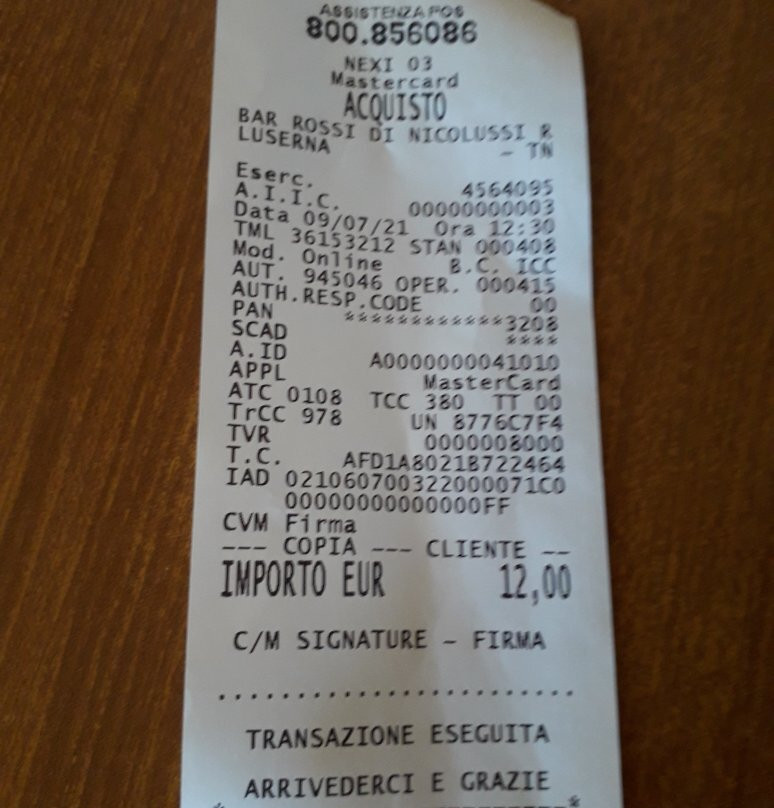 ASSISTENZA POS
800.856086
NEXI 03
Mastercard
ACQUISTO
BAR ROSSI DI NICOLUSSI R
LUSERNA - TN
Eserc. 4564095
A.I.I.C. 00000000003
Data 09/07/21 Ora 12:30
TML 36153212 STAN 000408
Mod. Online B.C. ICC
AUT. 945046 OPER. 000415
AUTH.RESP.CODE 00
PAN ************3208
SCAD ****
A.ID A0000000041010
APPL MasterCard
ATC 0108 TCC 380 TT 00
TrCC 978 UN 8776C7F4
TVR 0000008000
T.C. AFD1A80218722464
IAD 021060700322000071C0
00000000000000FF
CVM Firma
--- COPIA --- CLIENTE --
IMPORTO EUR 12,00
C/M SIGNATURE - FIRMA
.........................
TRANSAZIONE ESEGUITA
ARRIVEDERCI E GRAZIE